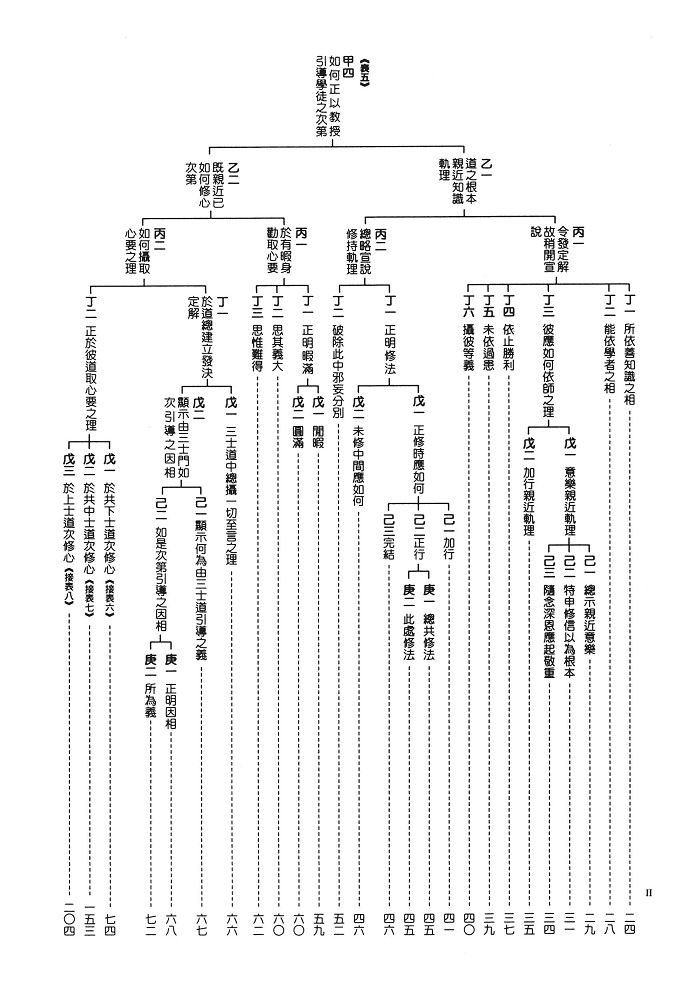 II
《表五》
甲四
如何正以教授
引導學徒之次第
乙一
道之根本
親近知識
軌理
丙一
令發定解
故稍開宣
說
丁一 所依善知識之相 二四
丁二 能依學者之相 二八
丁三 彼應如何依師之理
戊一 意樂親近軌理
己一 總示親近意樂 二九
己二 特申修信以為根本 三一
己三 隨念深恩應起敬重 三四
戊二 加行親近軌理 三五
丁四 依止勝利 三七
丁五 未依過患 三九
丁六 攝彼等義 四〇
丙二
總略宣說
修持軌理
丁一 正明修法
戊一 正修時應如何
己一 加行 四一
己二正行
庚一 總共修法 四五
庚二 此處修法 四五
己三完結 四六
戊二 未修中間應如何 四六
丁二 破除此中邪妄分別 五二
乙二
既親近已
如何修心
次第
丙一
於有暇身
勸取心要
丁一 正明暇滿
戊一 閒暇 五九
戊二 圓滿 六〇
丁二 思其義大 六〇
丁三 思惟難得 六二
丙二
如何攝取
心要之理
丁一
於道總建立發決
定解
戊一 三士道中總攝一切至言之理 六六
戊二
顯示由三士門如
次引導之因相
己一 顯示何為由三士道引導之義 六七
己二 如是次第引導之因相
庚一 正明因相 六八
庚二 所為義 七二
丁二 正於彼道取心要之理
戊一 於共下士道次修心《接表六》 七四
戊二 於共中士道次修心《接表七》 一五三
戊三 於上士道次修心《接表八》 二〇四